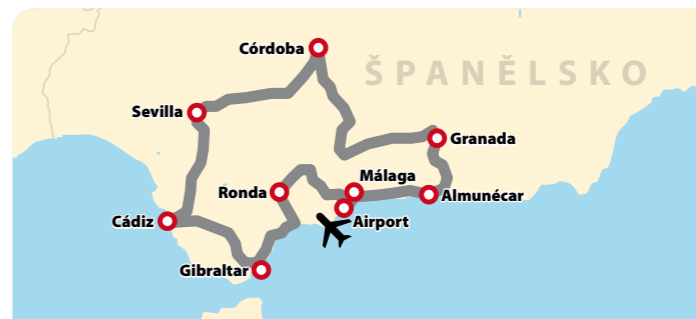 Córdoba
ŠPANĚLSKO
Sevilla
Granada
Málaga
Ronda
Almunécar
Cádiz
Airport
Gibraltar